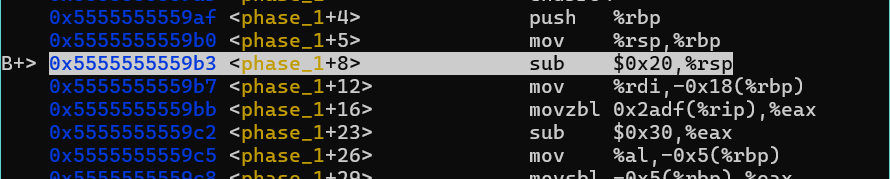 0x5555555559af <phase_1+4> push %rbp
0x5555555559b0 <phase_1+5> mov %rsp,%rbp
B+> 0x5555555559b3 <phase_1+8> sub $0x20,%rsp
0x5555555559b7 <phase_1+12> mov %rdi,-0x18(%rbp)
0x5555555559bb <phase_1+16> movzbl 0x2adf(%rip),%eax
0x5555555559c2 <phase_1+23> sub $0x30,%eax
0x5555555559c5 <phase_1+26> mov %al,-0x5(%rbp)
0x5555555559c8 <phase_1+29> movsbl -0x5(%rbp),%eax